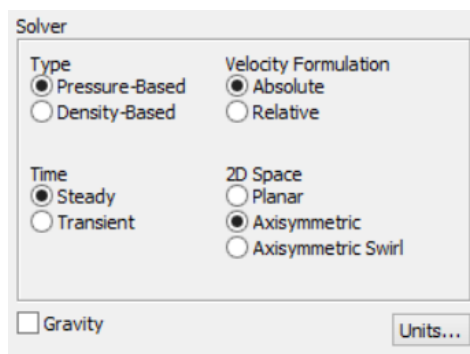 Solver
Type
Pressure-Based
Density-Based
Velocity Formulation
Absolute
Relative
Time
Steady
Transient
2D Space
Planar
Axisymmetric
Axisymmetric Swirl
Gravity
Units...